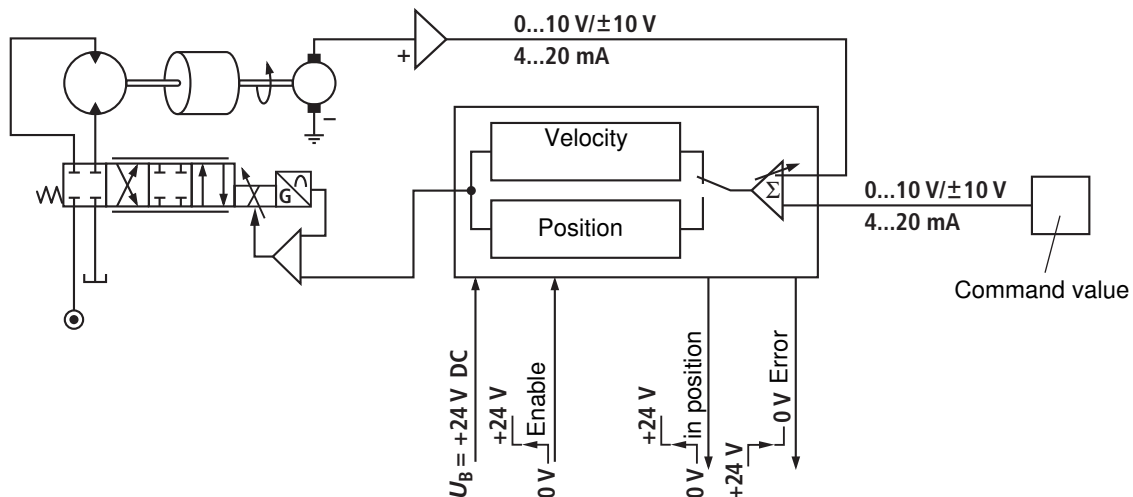 0...10 V/±10 V
4...20 mA
+
−
Velocity
Σ
G
0...10 V/±10 V
4...20 mA
Position
Command value
U_B = +24 V DC
0 V
+24 V
Enable
+24 V
0 V
in position
+24 V
0 V Error